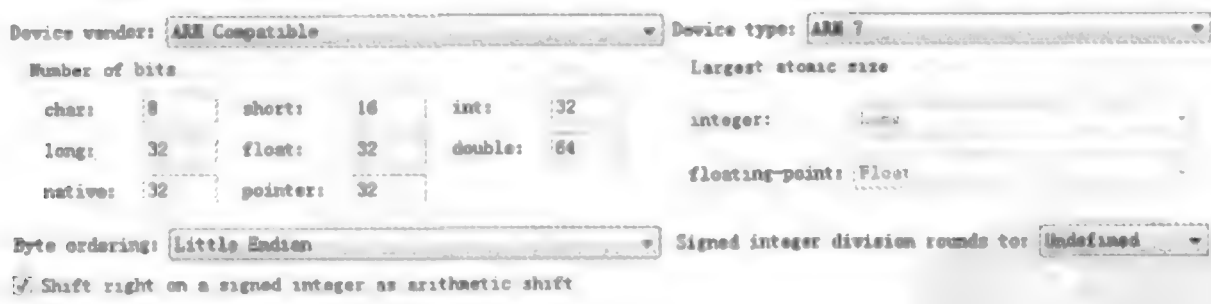 Device vendor: ARM Compatible Device type: ARM 7
Number of bits Largest atomic size
char: 8 short: 16 int: 32 integer:
long: 32 float: 32 double: 64
native: 32 pointer: 32 floating-point: Float
Byte ordering: Little Endian Signed integer division rounds to: Undefined
Shift right on a signed integer as arithmetic shift